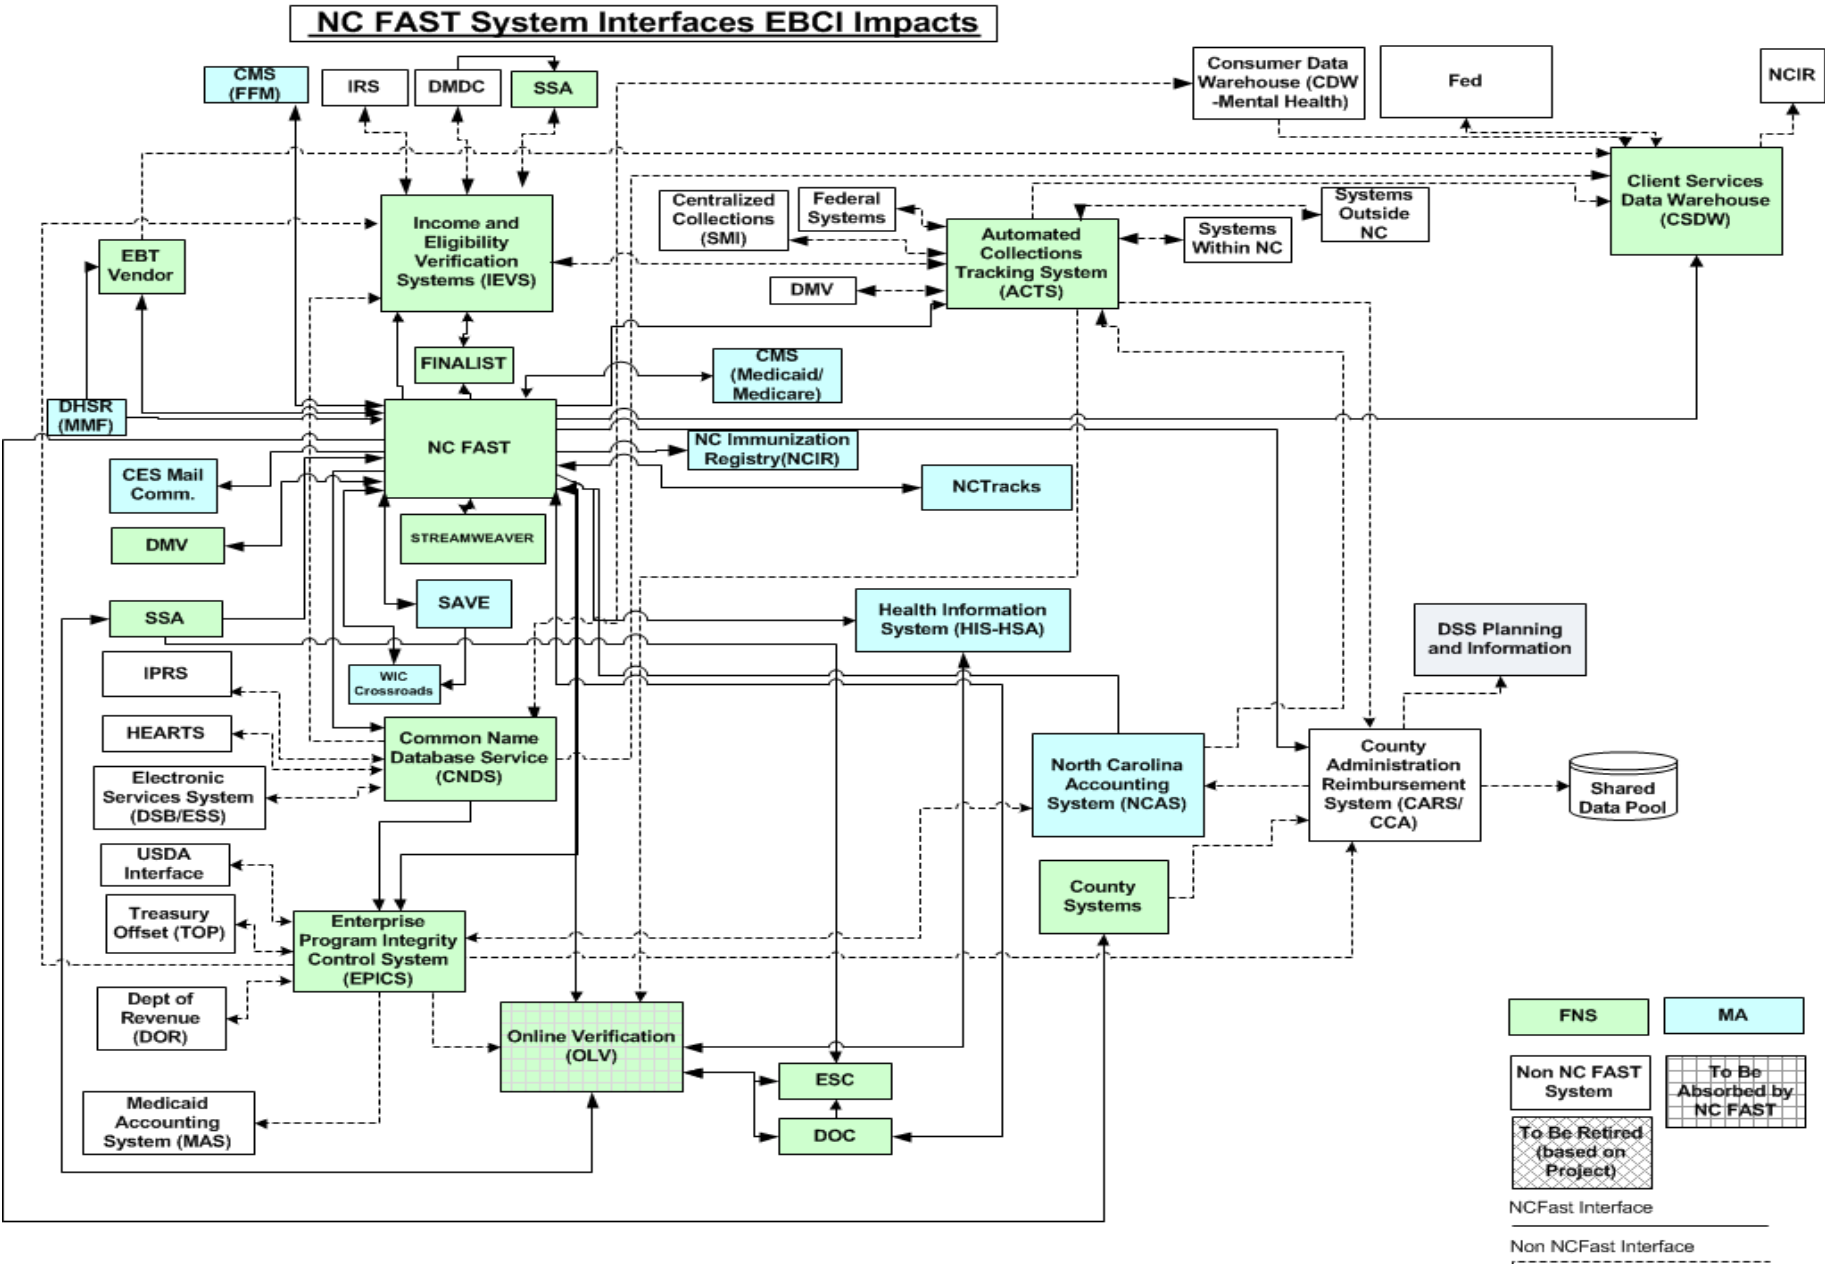 NC FAST System Interfaces EBCI Impacts
CMS
(FFM)
IRS
DMDC
SSA
Consumer Data
Warehouse (CDW
-Mental Health)
Fed
NCIR
Income and
Eligibility
Verification
Systems (IEVS)
Centralized
Collections
(SMI)
Federal
Systems
Automated
Collections
Tracking System
(ACTS)
Systems
Within NC
Systems
Outside
NC
Client Services
Data Warehouse
(CSDW)
EBT
Vendor
DMV
FINALIST
CMS
(Medicaid/
Medicare)
DHSR
(MMF)
NC FAST
NC Immunization
Registry(NCIR)
CES Mail
Comm.
NCTracks
STREAMWEAVER
DMV
SAVE
SSA
Health Information
System (HIS-HSA)
DSS Planning
and Information
IPRS
WIC
Crossroads
HEARTS
Common Name
Database Service
(CNDS)
North Carolina
Accounting
System (NCAS)
County
Administration
Reimbursement
System (CARS/
CCA)
Shared
Data Pool
Electronic
Services System
(DSB/ESS)
USDA
Interface
County
Systems
Treasury
Offset (TOP)
Enterprise
Program Integrity
Control System
(EPICS)
Dept of
Revenue
(DOR)
Online Verification
(OLV)
ESC
DOC
Medicaid
Accounting
System (MAS)
FNS
MA
Non NC FAST
System
To Be
Absorbed by
NC FAST
To Be Retired
(based on
Project)
NCFast Interface
Non NCFast Interface